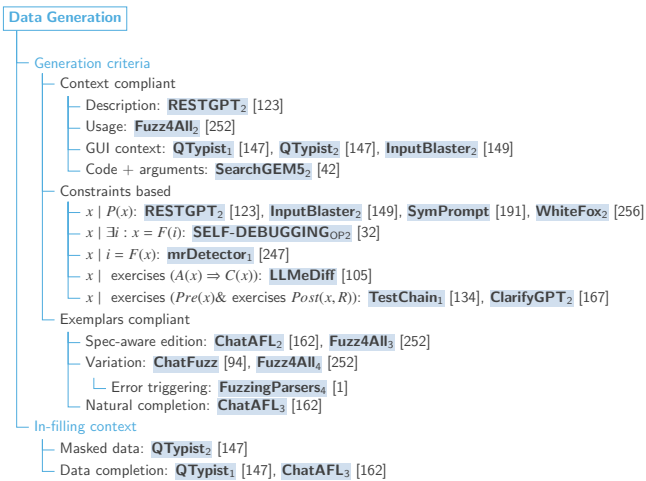 Data Generation
Generation criteria
Context compliant
Description: RESTGPT₂ [123]
Usage: Fuzz4All₂ [252]
GUI context: QTypist₁ [147], QTypist₂ [147], InputBlaster₂ [149]
Code + arguments: SearchGEM5₂ [42]
Constraints based
x | P(x): RESTGPT₂ [123], InputBlaster₂ [149], SymPrompt [191], WhiteFox₂ [256]
x | ∃i : x = F(i): SELF-DEBUGGING_OP2 [32]
x | i = F(x): mrDetector₁ [247]
x | exercises (A(x) ⇒ C(x)): LLMeDiff [105]
x | exercises (Pre(x)& exercises Post(x, R)): TestChain₁ [134], ClarifyGPT₂ [167]
Exemplars compliant
Spec-aware edition: ChatAFL₂ [162], Fuzz4All₃ [252]
Variation: ChatFuzz [94], Fuzz4All₄ [252]
Error triggering: FuzzingParsers₄ [1]
Natural completion: ChatAFL₃ [162]
In-filling context
Masked data: QTypist₂ [147]
Data completion: QTypist₁ [147], ChatAFL₃ [162]